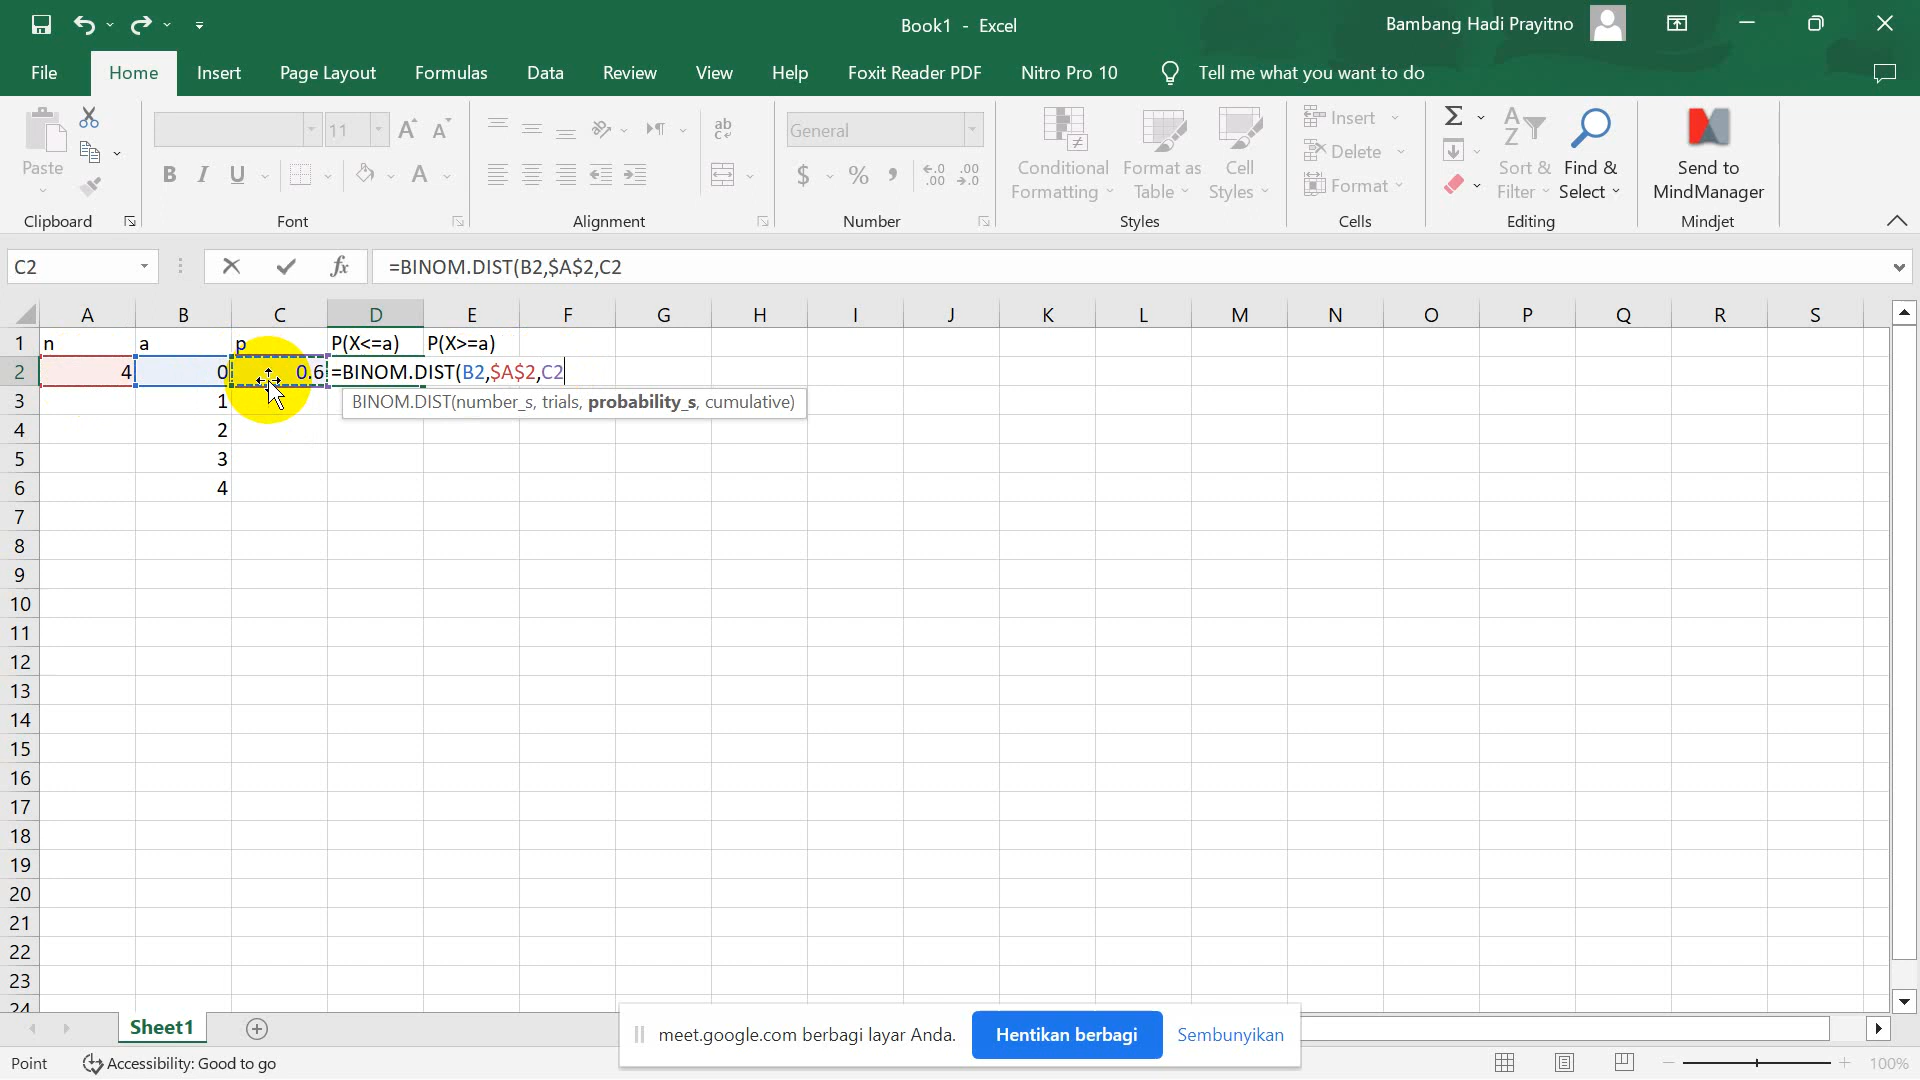 Book1 - Excel
Bambang Hadi Prayitno
File Home Insert Page Layout Formulas Data Review View Help Foxit Reader PDF Nitro Pro 10 Tell me what you want to do
Paste
Clipboard
11
B I U
Font
ab
Alignment
General
$ % ,
Number
Conditional Formatting
Format as Table
Cell Styles
Styles
Insert
Delete
Format
Cells
Sort & Filter
Find & Select
Editing
Send to MindManager
Mindjet
C2 fx =BINOM.DIST(B2,$A$2,C2
A B C D E F G H I J K L M N O P Q R S
1 n a p P(X<=a) P(X>=a)
2 4 0 0.6 =BINOM.DIST(B2,$A$2,C2
BINOM.DIST(number_s, trials, probability_s, cumulative)
3 1
4 2
5 3
6 4
7
8
9
10
11
12
13
14
15
16
17
18
19
20
21
22
23
24
Sheet1
meet.google.com berbagi layar Anda. Hentikan berbagi Sembunyikan
Point Accessibility: Good to go 100%